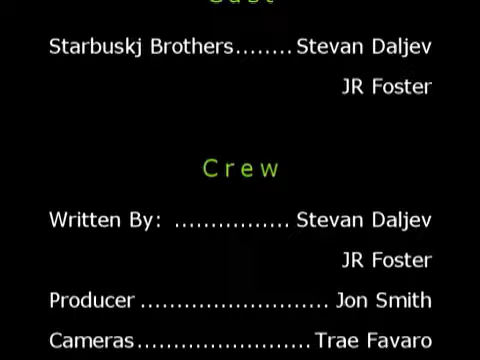 Cast
Starbuskj Brothers........ Stevan Daljev
JR Foster
Crew
Written By: ................ Stevan Daljev
JR Foster
Producer .......................... Jon Smith
Cameras........................ Trae Favaro